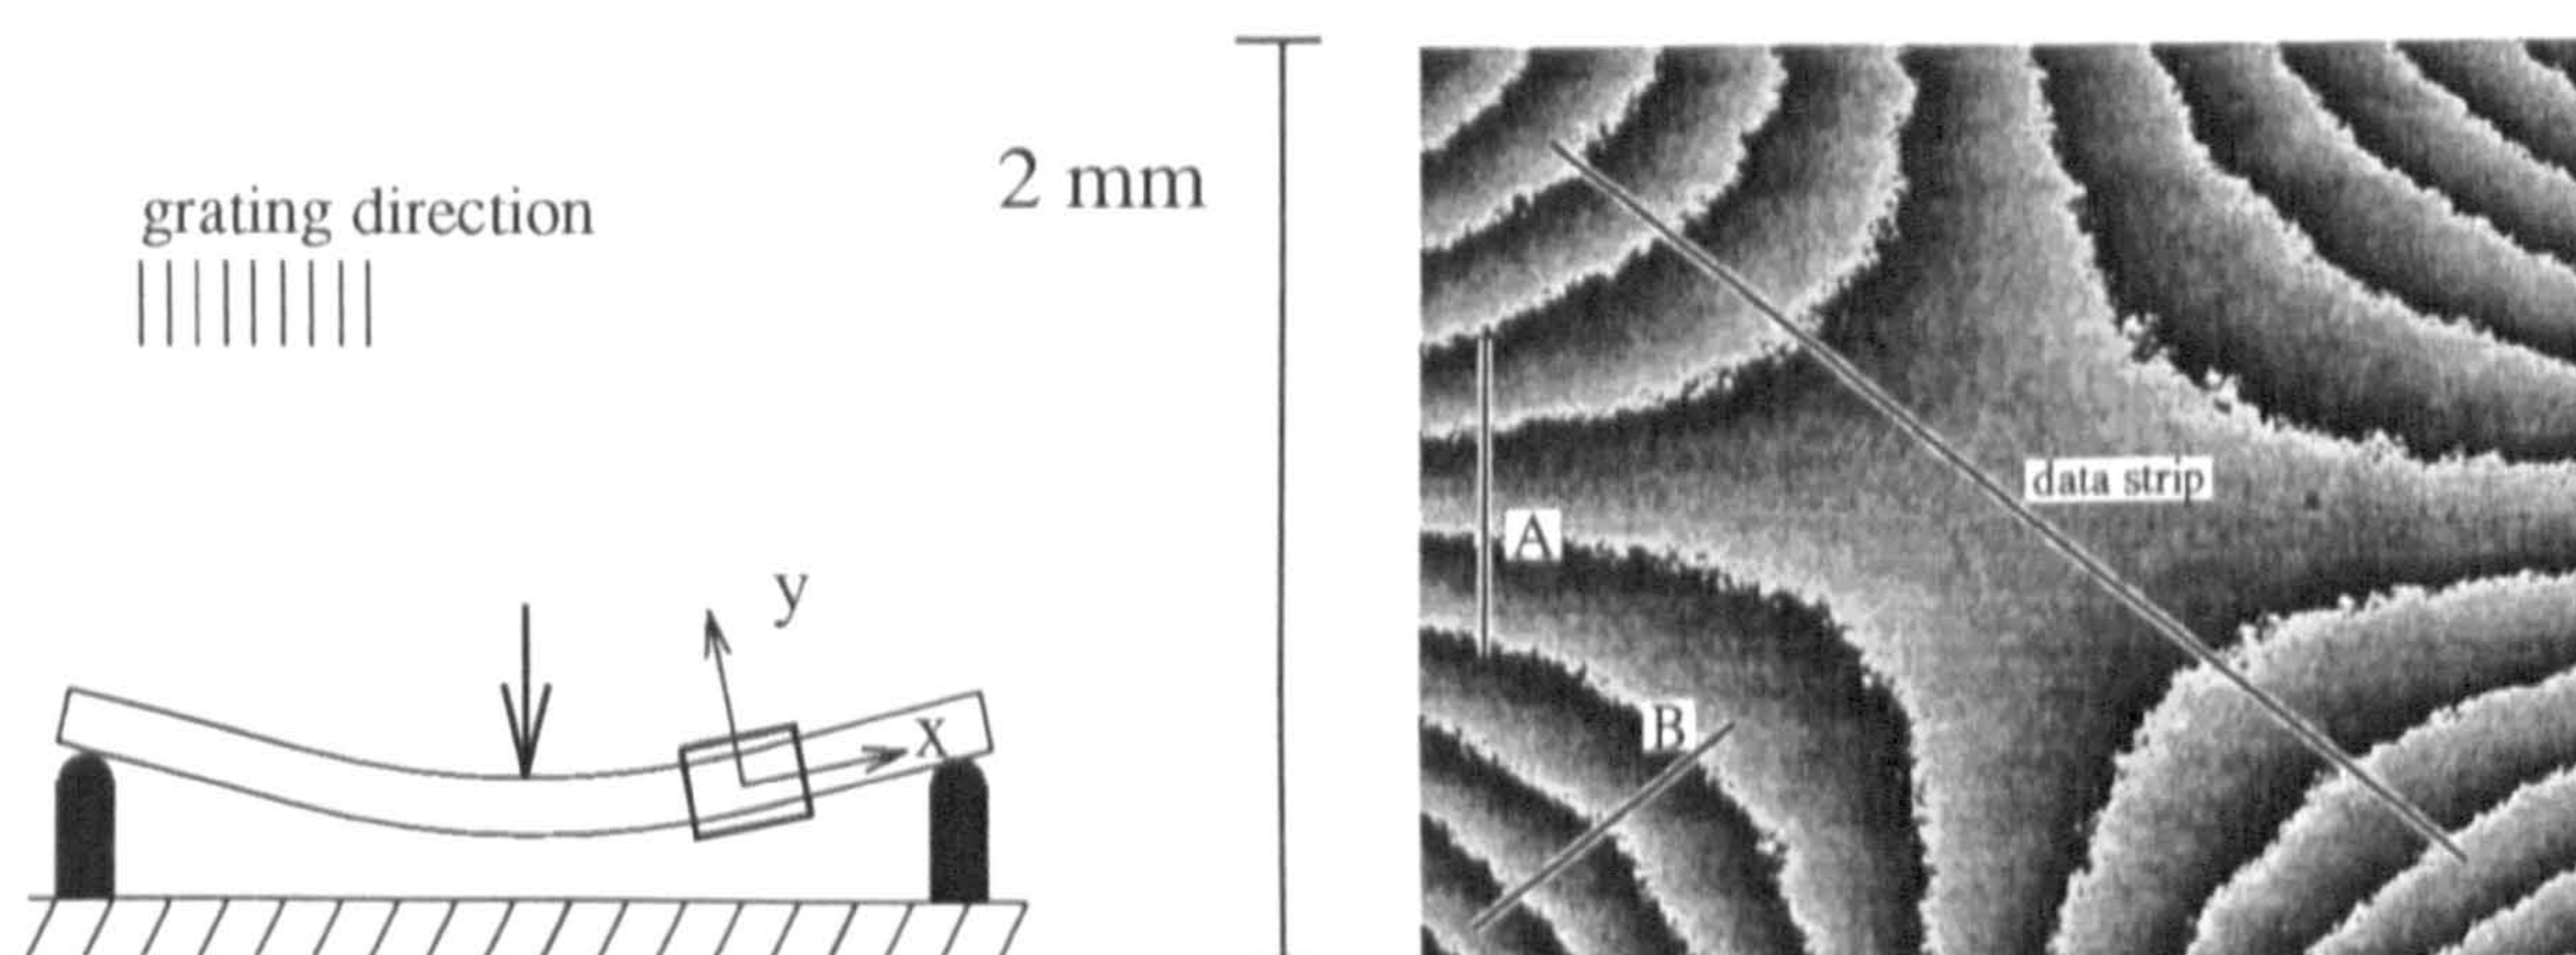 grating direction
2 mm
y
x
A
data strip
B